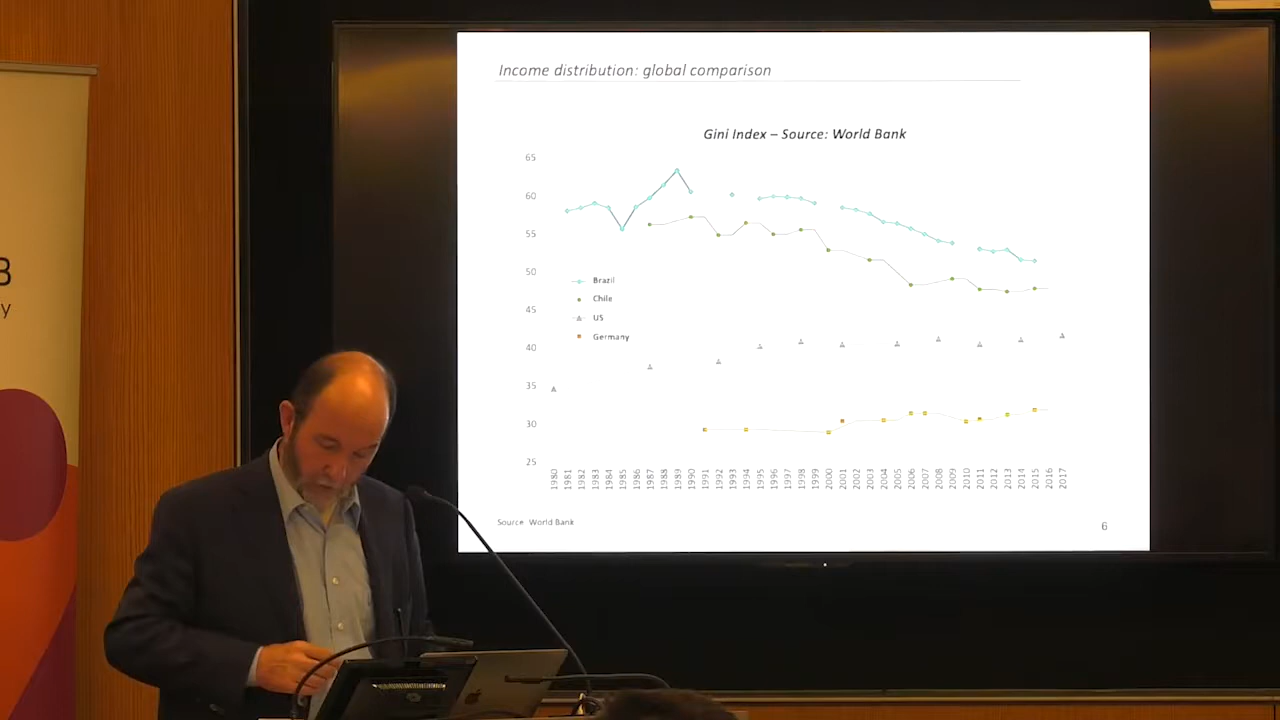 Income distribution: global comparison
Gini Index – Source: World Bank
65
60
55
50
45
40
35
30
25
Brazil
Chile
US
Germany
1980 1981 1982 1983 1984 1985 1986 1987 1988 1989 1990 1991 1992 1993 1994 1995 1996 1997 1998 1999 2000 2001 2002 2003 2004 2005 2006 2007 2008 2009 2010 2011 2012 2013 2014 2015 2016 2017
Source World Bank
6
B
y